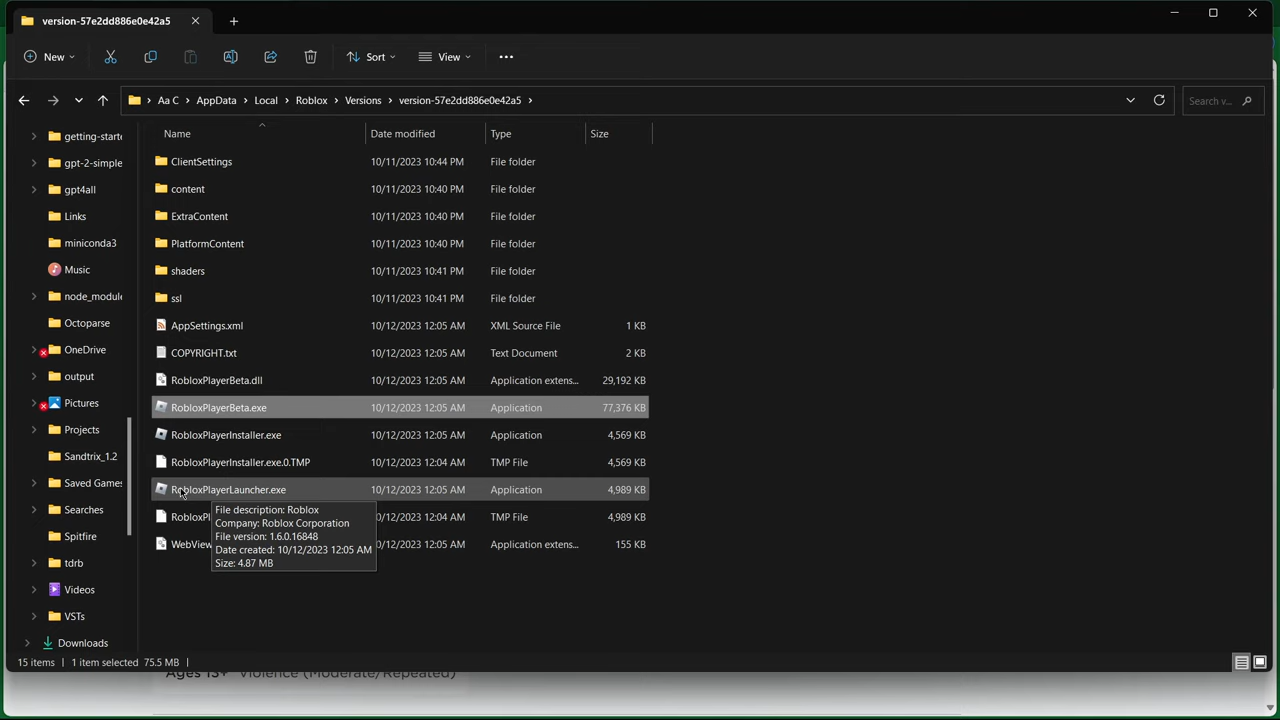 version-57e2dd886e0e42a5
New
Sort
View
Aa C > AppData > Local > Roblox > Versions > version-57e2dd886e0e42a5 >
Search v...
Name Date modified Type Size
getting-starte
gpt-2-simple
gpt4all
Links
miniconda3
Music
node_module
Octoparse
OneDrive
output
Pictures
Projects
Sandtrix_1.2
Saved Games
Searches
Spitfire
tdrb
Videos
VSTs
Downloads
ClientSettings 10/11/2023 10:44 PM File folder
content 10/11/2023 10:40 PM File folder
ExtraContent 10/11/2023 10:40 PM File folder
PlatformContent 10/11/2023 10:40 PM File folder
shaders 10/11/2023 10:41 PM File folder
ssl 10/11/2023 10:41 PM File folder
AppSettings.xml 10/12/2023 12:05 AM XML Source File 1 KB
COPYRIGHT.txt 10/12/2023 12:05 AM Text Document 2 KB
RobloxPlayerBeta.dll 10/12/2023 12:05 AM Application extens... 29,192 KB
RobloxPlayerBeta.exe 10/12/2023 12:05 AM Application 77,376 KB
RobloxPlayerInstaller.exe 10/12/2023 12:05 AM Application 4,569 KB
RobloxPlayerInstaller.exe.0.TMP 10/12/2023 12:04 AM TMP File 4,569 KB
RobloxPlayerLauncher.exe 10/12/2023 12:05 AM Application 4,989 KB
RobloxPl 10/12/2023 12:04 AM TMP File 4,989 KB
WebView 10/12/2023 12:05 AM Application extens... 155 KB
File description: Roblox
Company: Roblox Corporation
File version: 1.6.0.16848
Date created: 10/12/2023 12:05 AM
Size: 4.87 MB
15 items 1 item selected 75.5 MB
Ages 13+ Violence (Moderate/Repeated)